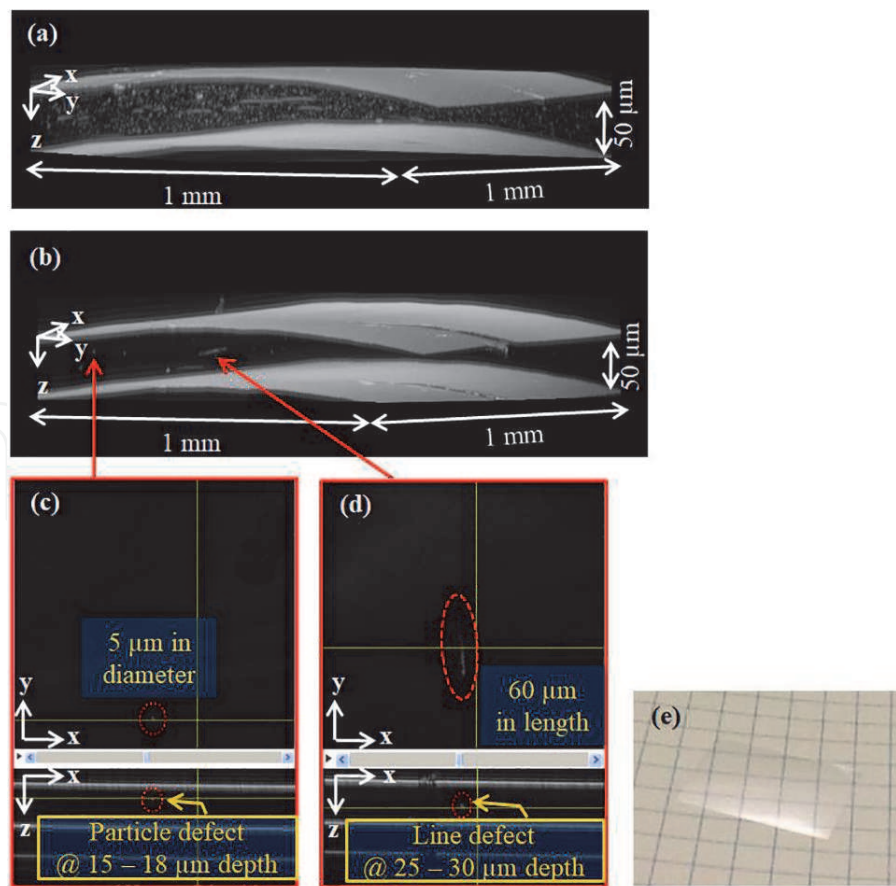 (a)
x
y
z
50 µm
1 mm
1 mm
(b)
x
y
z
50 µm
1 mm
1 mm
(c)
5 µm in
diameter
y
x
x
z
Particle defect
@ 15 – 18 µm depth
(d)
60 µm
in length
y
x
x
z
Line defect
@ 25 – 30 µm depth
(e)